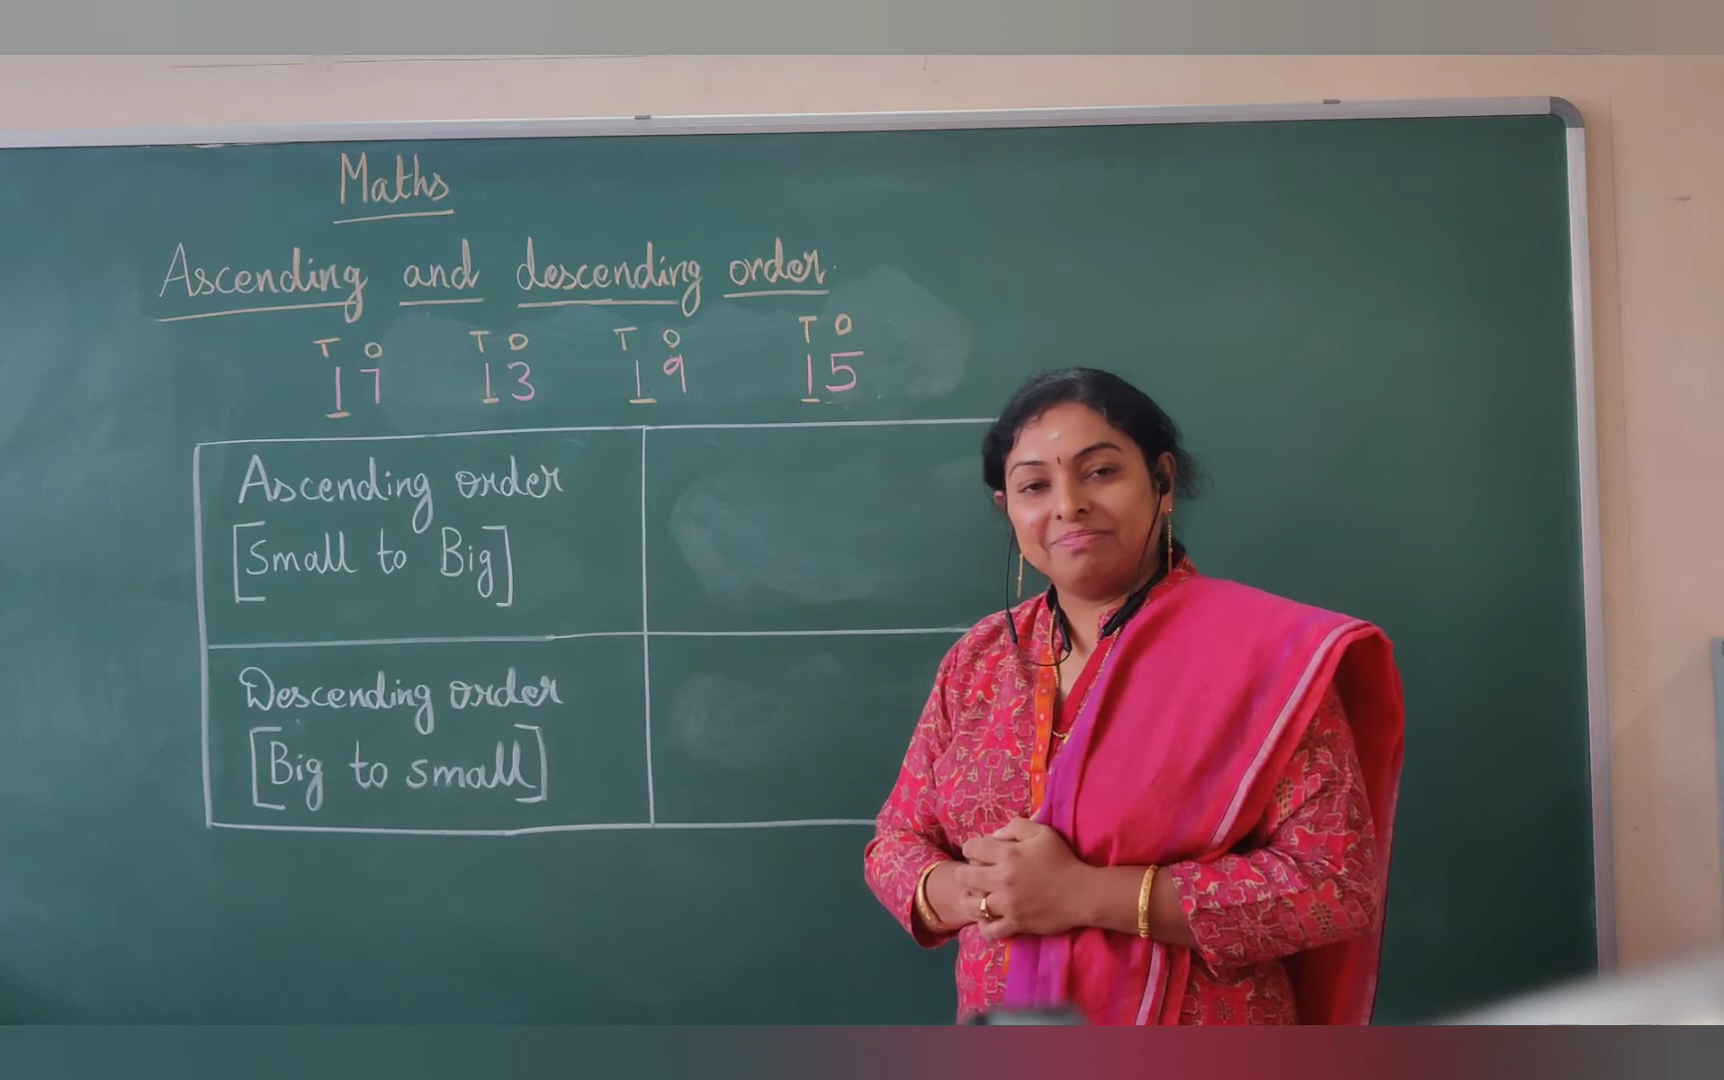 Maths
Ascending and descending order.
T O T O T O T O
17 13 19 15
Ascending order
[Small to Big]
Descending order
[Big to small]